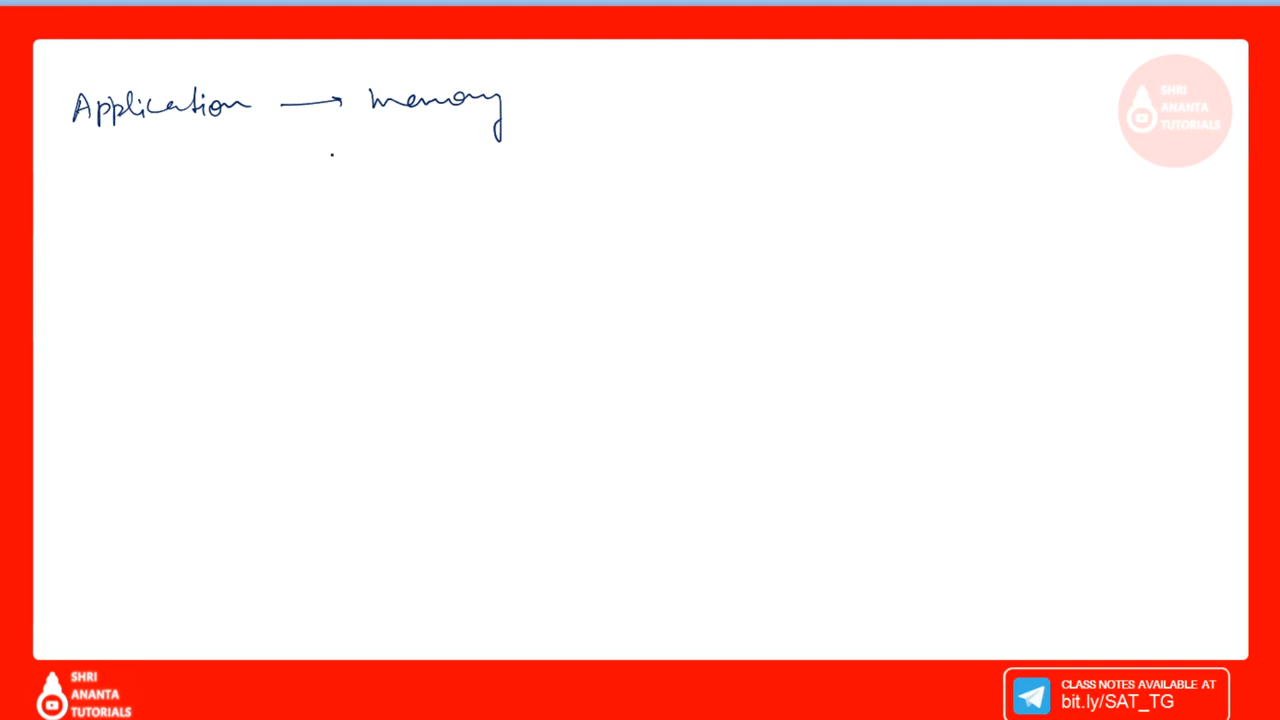 Application → Memory
SHRI
ANANTA
TUTORIALS
SHRI
ANANTA
TUTORIALS
CLASS NOTES AVAILABLE AT
bit.ly/SAT_TG